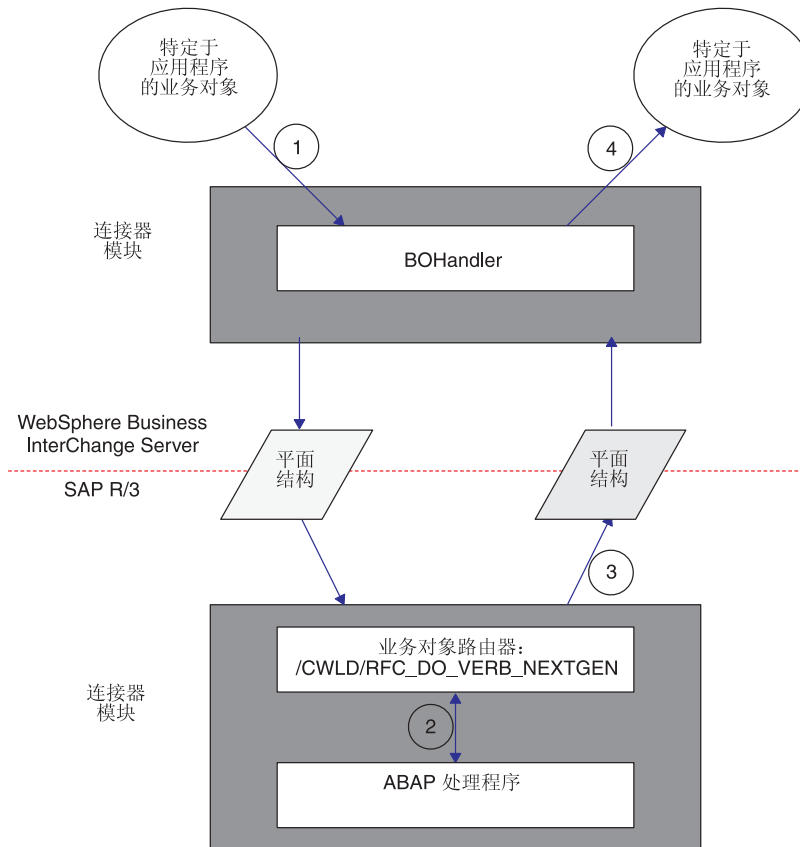 特定于
应用程序
的业务对象
特定于
应用程序
的业务对象
1
4
连接器
模块
BOHandler
WebSphere Business
InterChange Server
平面
结构
平面
结构
SAP R/3
3
业务对象路由器：
/CWLD/RFC_DO_VERB_NEXTGEN
连接器
模块
2
ABAP 处理程序